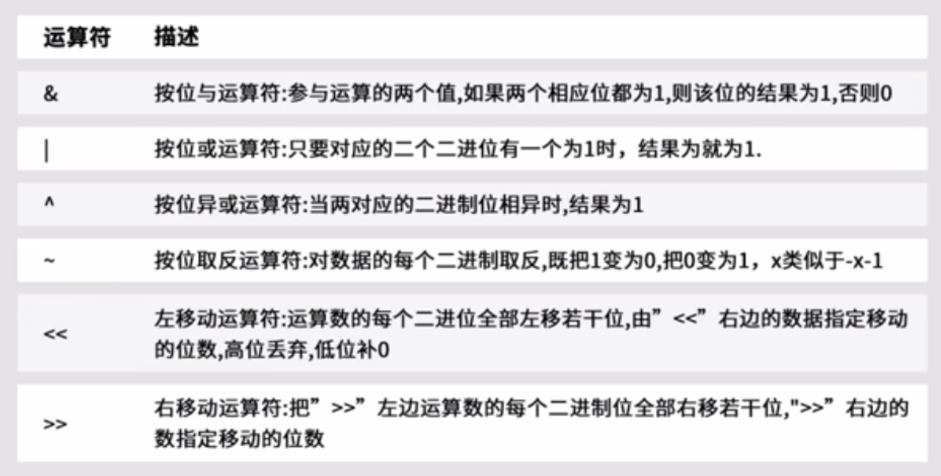 运算符 描述
& 按位与运算符:参与运算的两个值,如果两个相应位都为1,则该位的结果为1,否则0
| 按位或运算符:只要对应的二个二进位有一个为1时，结果为就为1.
^ 按位异或运算符:当两对应的二进制位相异时,结果为1
~ 按位取反运算符:对数据的每个二进制取反,既把1变为0,把0变为1，x类似于-x-1
<< 左移动运算符:运算数的每个二进位全部左移若干位,由”<<”右边的数据指定移动
的位数,高位丢弃,低位补0
>> 右移动运算符:把”>>”左边运算数的每个二进制位全部右移若干位,">>”右边的
数指定移动的位数